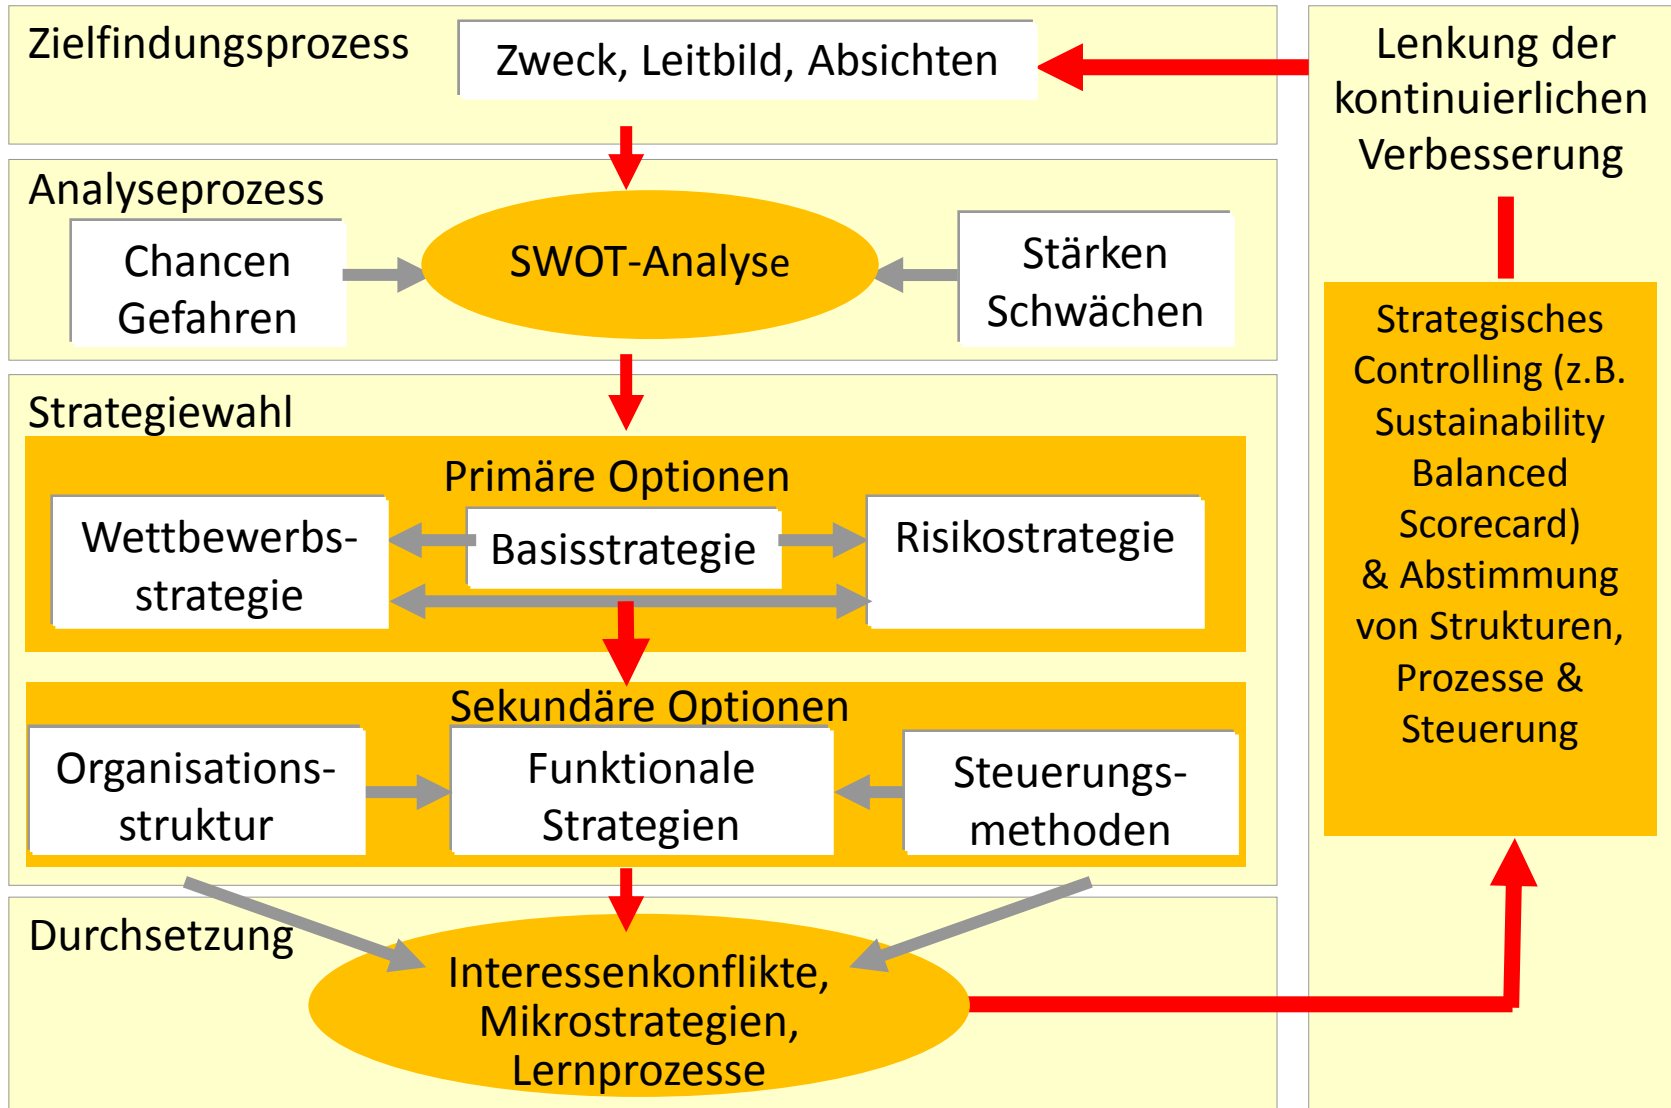 Zielfindungsprozess
Zweck, Leitbild, Absichten
Analyseprozess
Chancen
Gefahren
SWOT-Analyse
Stärken
Schwächen
Strategiewahl
Primäre Optionen
Wettbewerbs-
strategie
Basisstrategie
Risikostrategie
Sekundäre Optionen
Organisations-
struktur
Funktionale
Strategien
Steuerungs-
methoden
Durchsetzung
Interessenkonflikte,
Mikrostrategien,
Lernprozesse
Lenkung der
kontinuierlichen
Verbesserung
Strategisches
Controlling (z.B.
Sustainability
Balanced
Scorecard)
& Abstimmung
von Strukturen,
Prozesse &
Steuerung